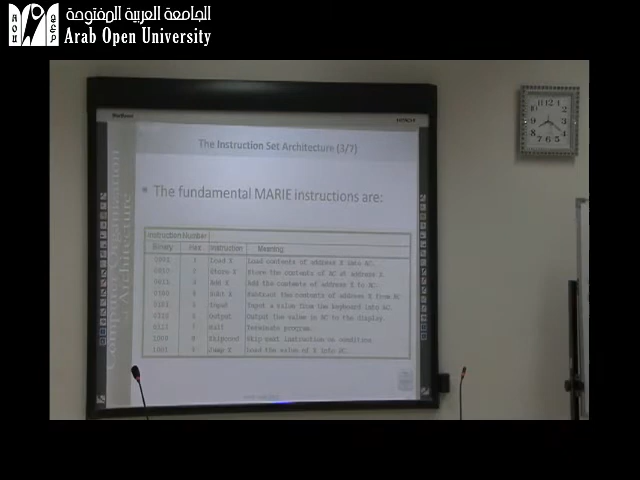 الجامعة العربية المفتوحة
Arab Open University
The Instruction Set Architecture (3/7)
The fundamental MARIE instructions are:
Instruction Number
Binary Hex Instruction Meaning
0001 1 Load X Load contents of address X into AC.
0010 2 Store X Store the contents of AC at address X.
0011 3 Add X Add the contents of address X to AC.
0100 4 Subt X Subtract the contents of address X from AC
0101 5 Input Input a value from the keyboard into AC.
0110 6 Output Output the value in AC to the display.
0111 7 Halt Terminate program.
1000 8 Skipcond Skip next instruction on condition.
1001 9 Jump X Load the value of X into PC.
Computer Organization
& Architecture